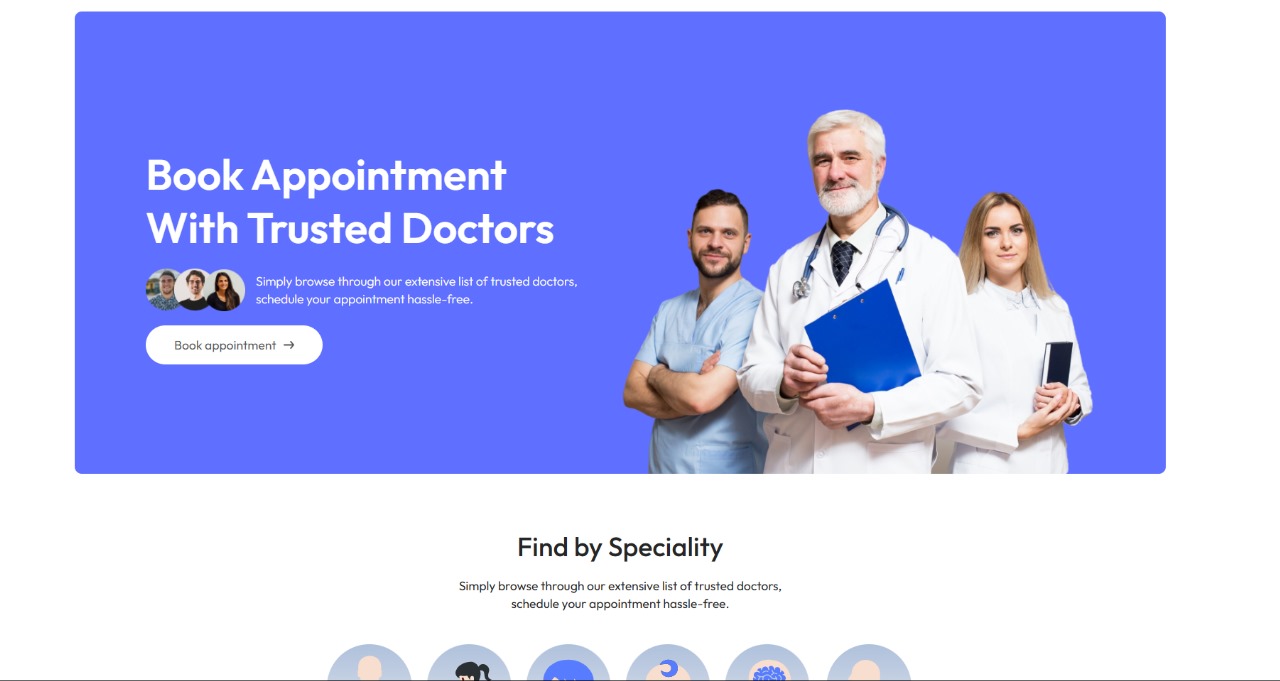 Book Appointment
With Trusted Doctors
Simply browse through our extensive list of trusted doctors,
schedule your appointment hassle-free.
Book appointment →
Find by Speciality
Simply browse through our extensive list of trusted doctors,
schedule your appointment hassle-free.